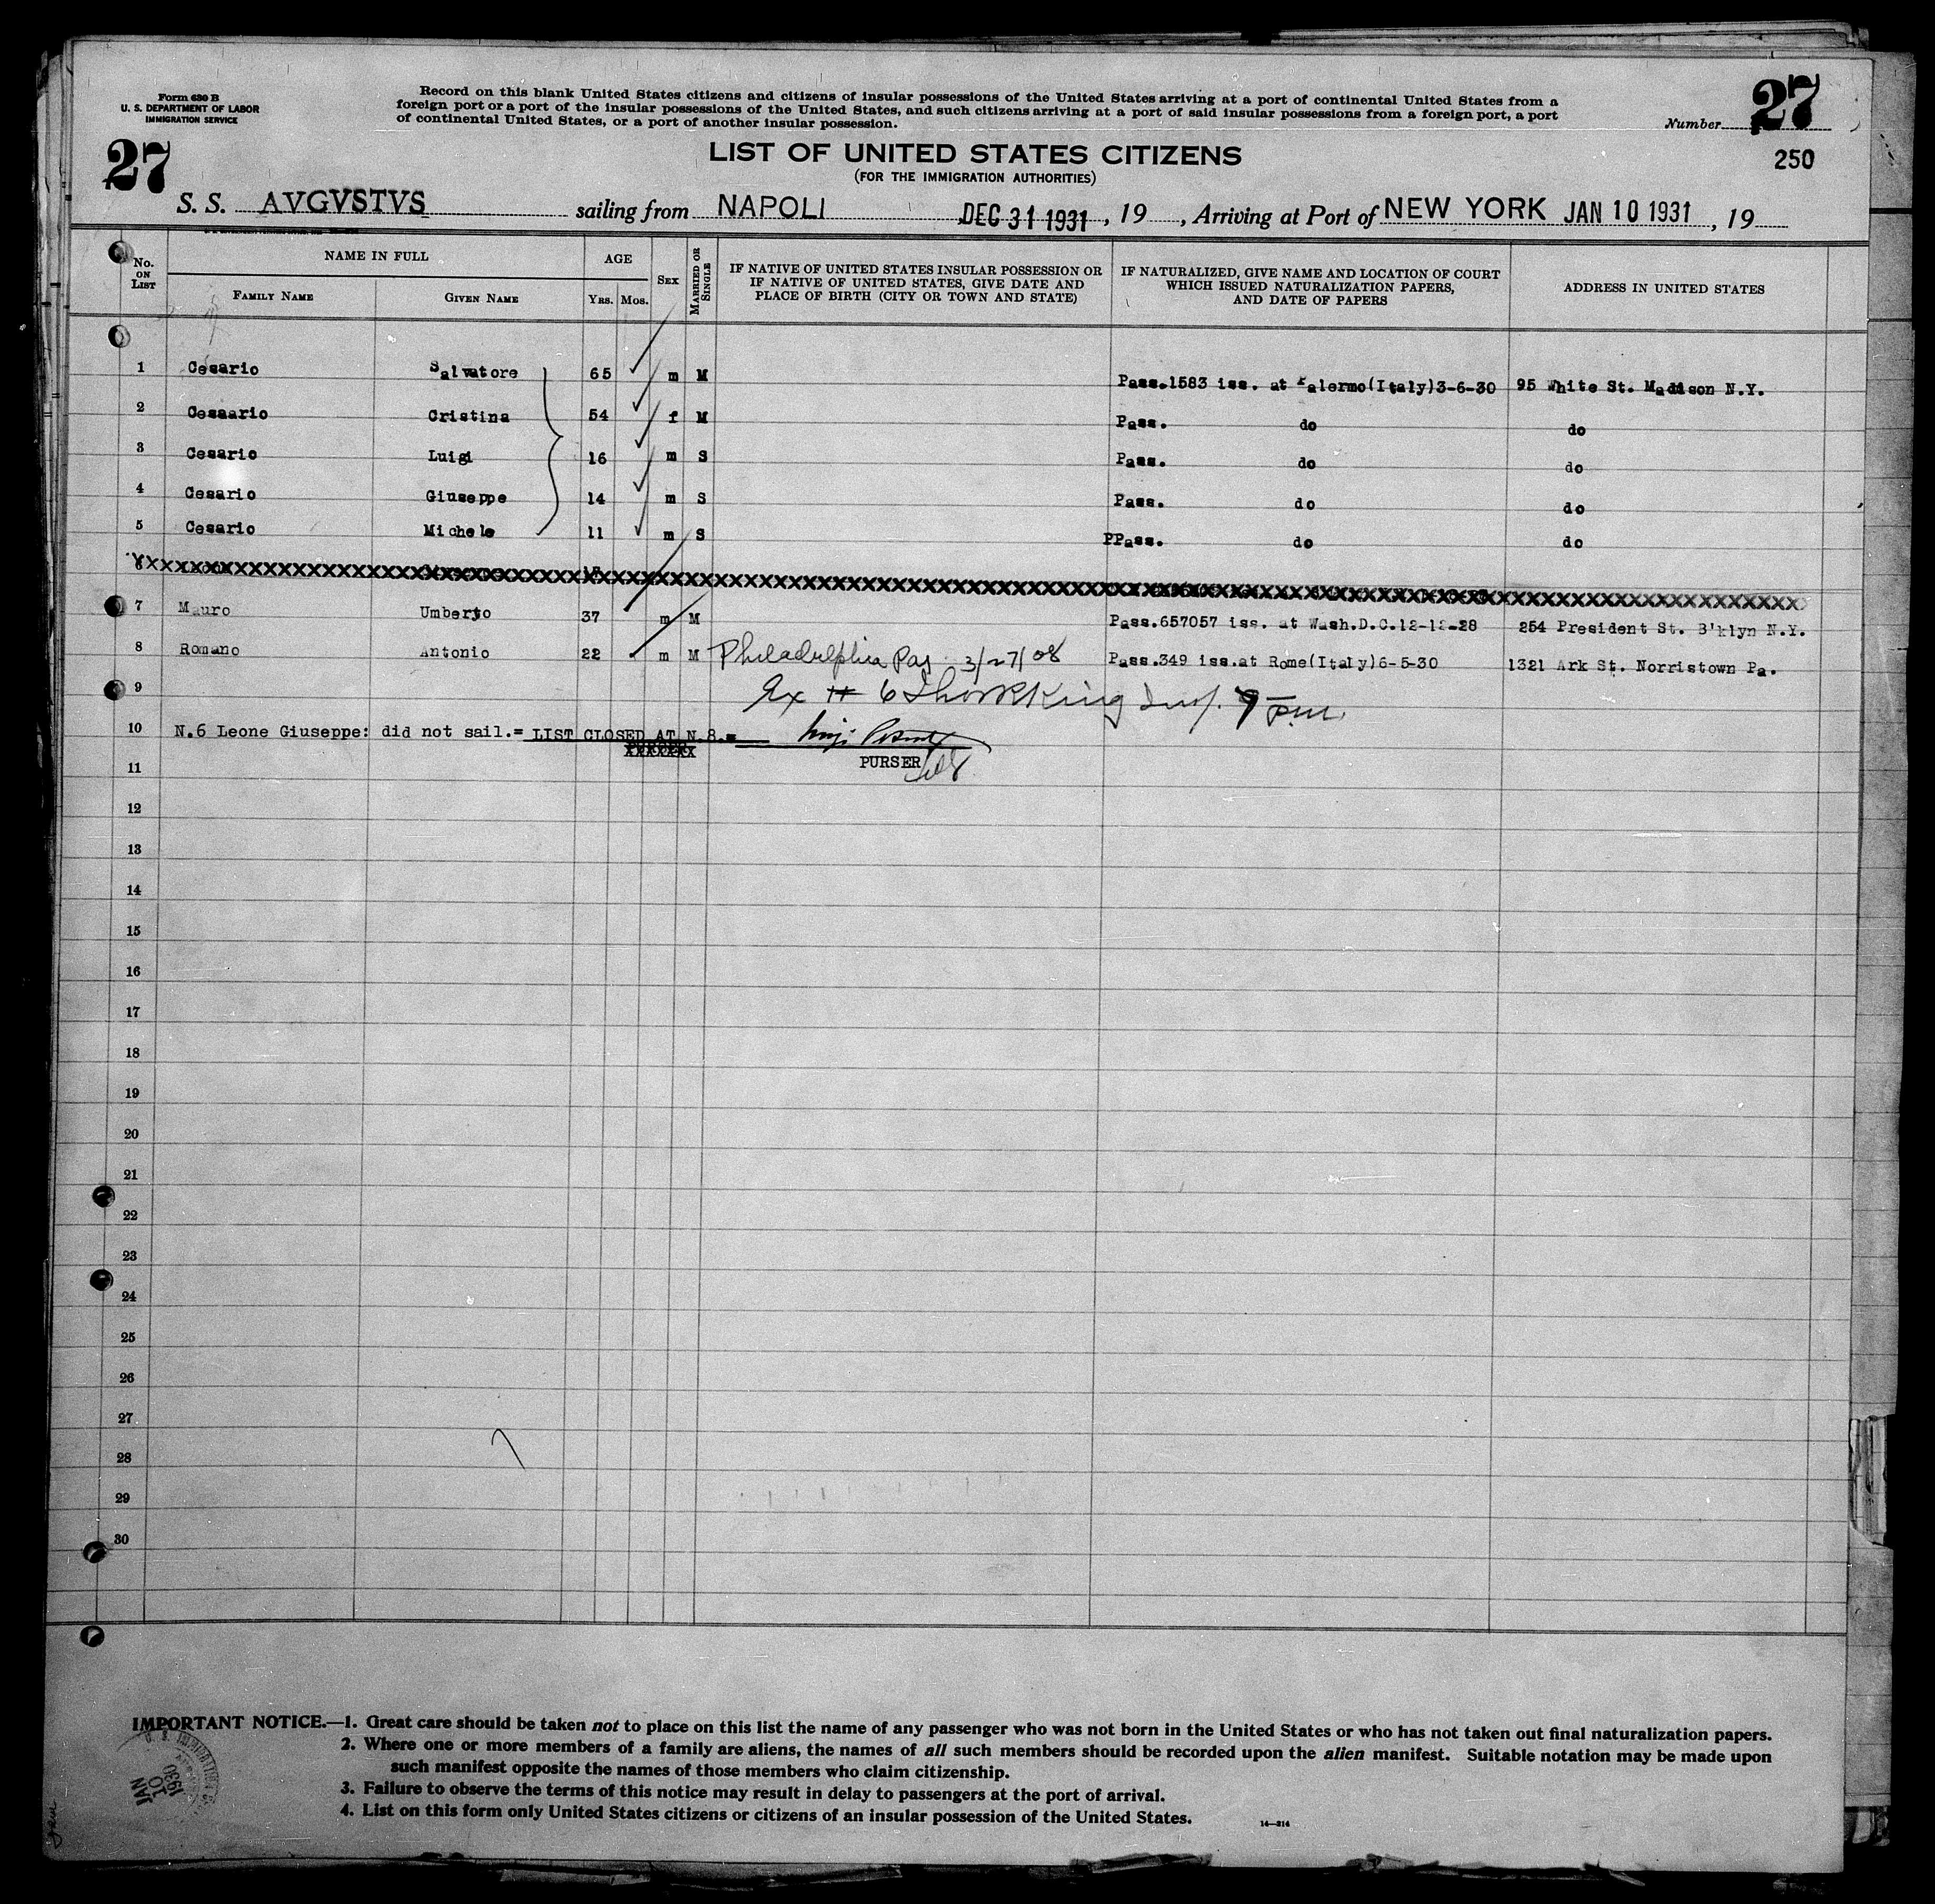 Form 630 B
U. S. DEPARTMENT OF LABOR
IMMIGRATION SERVICE
Record on this blank United States citizens and citizens of insular possessions of the United States arriving at a port of continental United States from a
foreign port or a port of the insular possessions of the United States, and such citizens arriving at a port of said insular possessions from a foreign port, a port
of continental United States, or a port of another insular possession.
Number 27
27
250
LIST OF UNITED STATES CITIZENS
(FOR THE IMMIGRATION AUTHORITIES)
S. S. AVGVSTVS sailing from NAPOLI DEC 31 1931, 19 , Arriving at Port of NEW YORK JAN 10 1931, 19
No. ON LIST NAME IN FULL AGE SEX MARRIED OR SINGLE IF NATIVE OF UNITED STATES INSULAR POSSESSION OR IF NATIVE OF UNITED STATES, GIVE DATE AND PLACE OF BIRTH (CITY OR TOWN AND STATE) IF NATURALIZED, GIVE NAME AND LOCATION OF COURT WHICH ISSUED NATURALIZATION PAPERS, AND DATE OF PAPERS ADDRESS IN UNITED STATES
FAMILY NAME GIVEN NAME YRS. MOS.
1 Cesario Salvatore 65 m M Pass.1583 iss. at Palermo(Italy)3-6-30 95 White St. Madison N.Y.
2 Cesaario Cristina 54 f M Pass. do do
3 Cesario Luigi 16 m S Pass. do do
4 Cesario Giuseppe 14 m S Pass. do do
5 Cesario Michele 11 m S PPass. do do
7 Mauro Umberto 37 m M Pass.657057 iss. at Wash.D.C.12-12-28 254 President St. B'klyn N.Y.
8 Romano Antonio 22 m M Philadelphia Pa 3/27/08 Pass.349 iss.at Rome(Italy)6-5-30 1321 Ark St. Norristown Pa.
9 Ex # 6 King Insp. 9 pm.
10 N.6 Leone Giuseppe: did not sail.= LIST CLOSED AT N.8.=
11 PURSER
12
13
14
15
16
17
18
19
20
21
22
23
24
25
26
27
28
29
30
IMPORTANT NOTICE.—1. Great care should be taken not to place on this list the name of any passenger who was not born in the United States or who has not taken out final naturalization papers.
2. Where one or more members of a family are aliens, the names of all such members should be recorded upon the alien manifest. Suitable notation may be made upon
such manifest opposite the names of those members who claim citizenship.
3. Failure to observe the terms of this notice may result in delay to passengers at the port of arrival.
4. List on this form only United States citizens or citizens of an insular possession of the United States.
14—214
JAN
10
1930